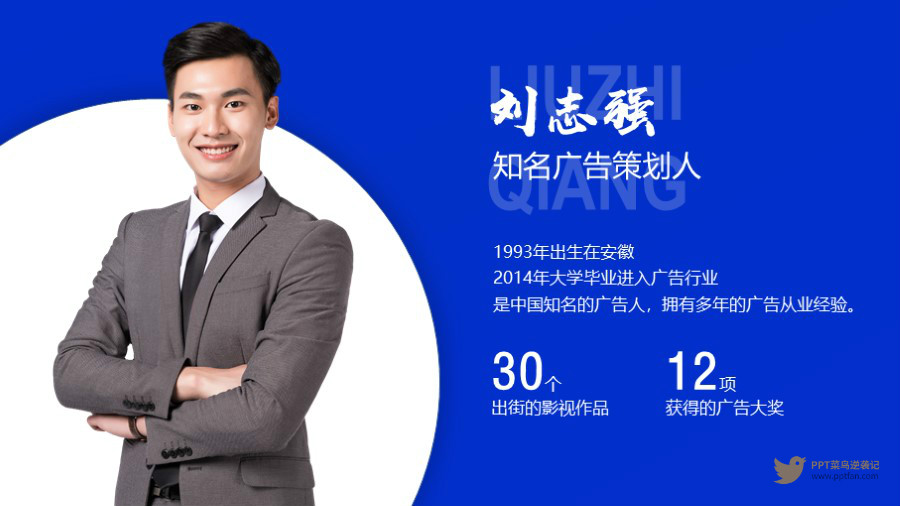 LIUZHI
刘志强
知名广告策划人
QIANG
1993年出生在安徽
2014年大学毕业进入广告行业
是中国知名的广告人，拥有多年的广告从业经验。
30个
出街的影视作品
12项
获得的广告大奖
PPT菜鸟逆袭记
www.pptfan.com